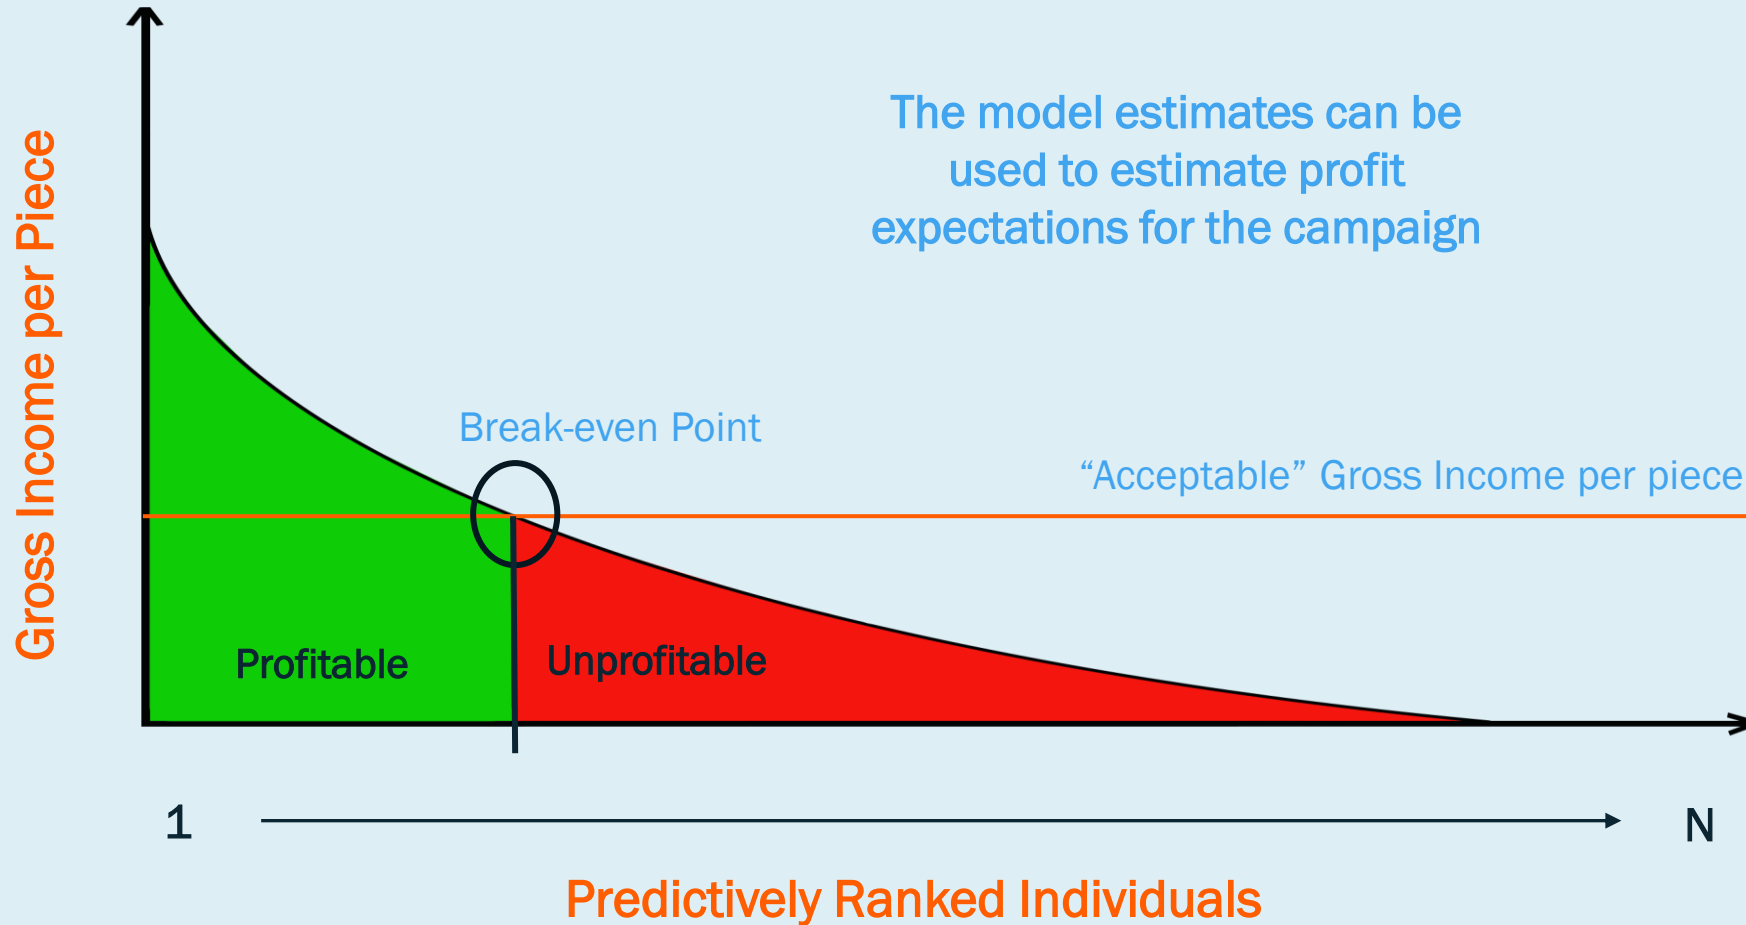 The model estimates can be
used to estimate profit
expectations for the campaign
Gross Income per Piece
Break-even Point
“Acceptable” Gross Income per piece
Profitable
Unprofitable
1
N
Predictively Ranked Individuals